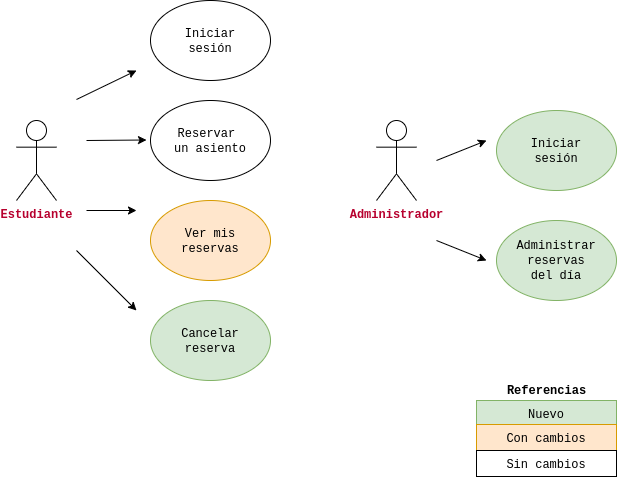 Iniciar
sesión
Reservar
un asiento
Estudiante
Ver mis
reservas
Cancelar
reserva
Administrador
Iniciar
sesión
Administrar
reservas
del día
Referencias
Nuevo
Con cambios
Sin cambios